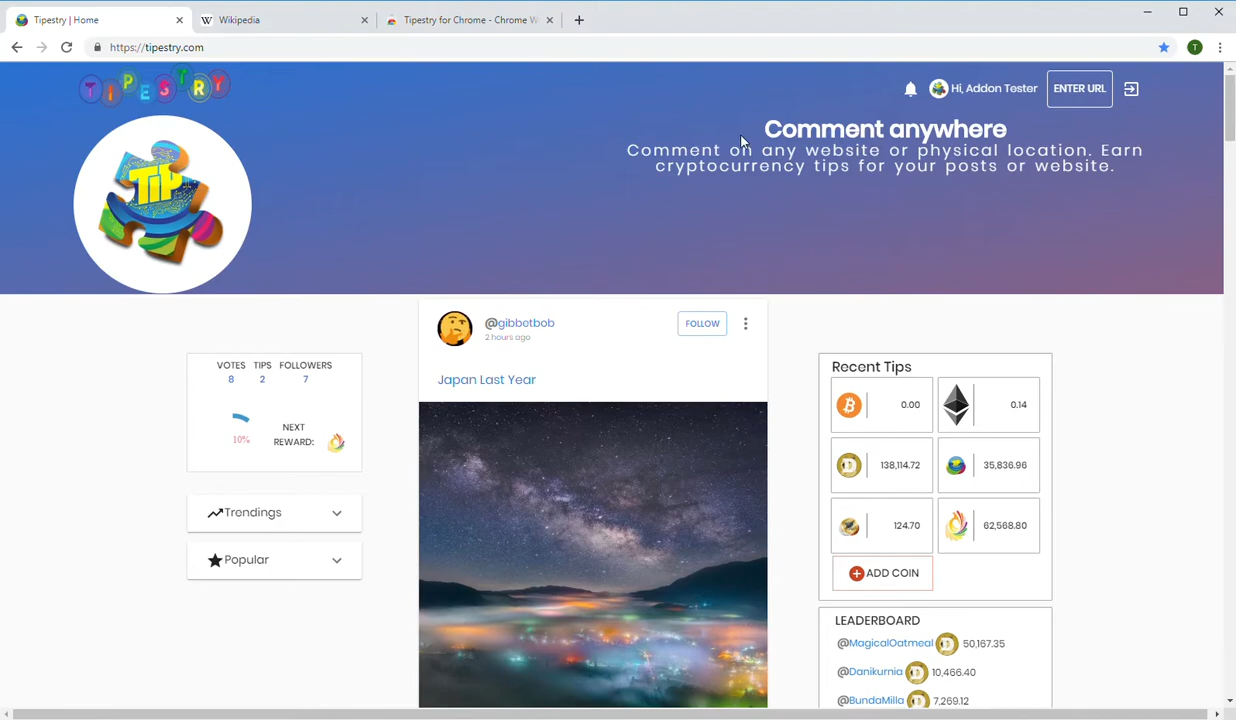 Tipestry | Home
Wikipedia
Tipestry for Chrome - Chrome W
https://tipestry.com
T
TIPESTRY
Hi, Addon Tester
ENTER URL
TIP
Comment anywhere
Comment on any website or physical location. Earn
cryptocurrency tips for your posts or website.
@gibbetbob
2 hours ago
FOLLOW
Japan Last Year
VOTES TIPS FOLLOWERS
8 2 7
10%
NEXT
REWARD:
Trendings
Popular
Recent Tips
0.00
0.14
138,114.72
35,836.96
124.70
62,568.80
ADD COIN
LEADERBOARD
@MagicalOatmeal 50,167.35
@Danikurnia 10,466.40
@BundaMilla 7,269.12